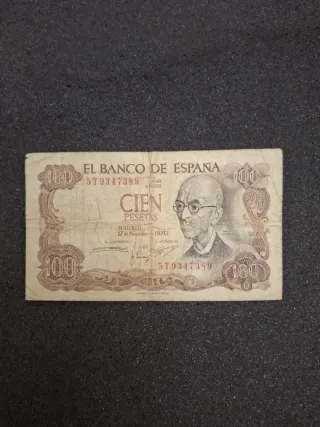 100
100
EL BANCO DE ESPAÑA
5T9347389
CIEN
PESETAS
MADRID
17 de Noviembre de 1970
5T9347389
100
100